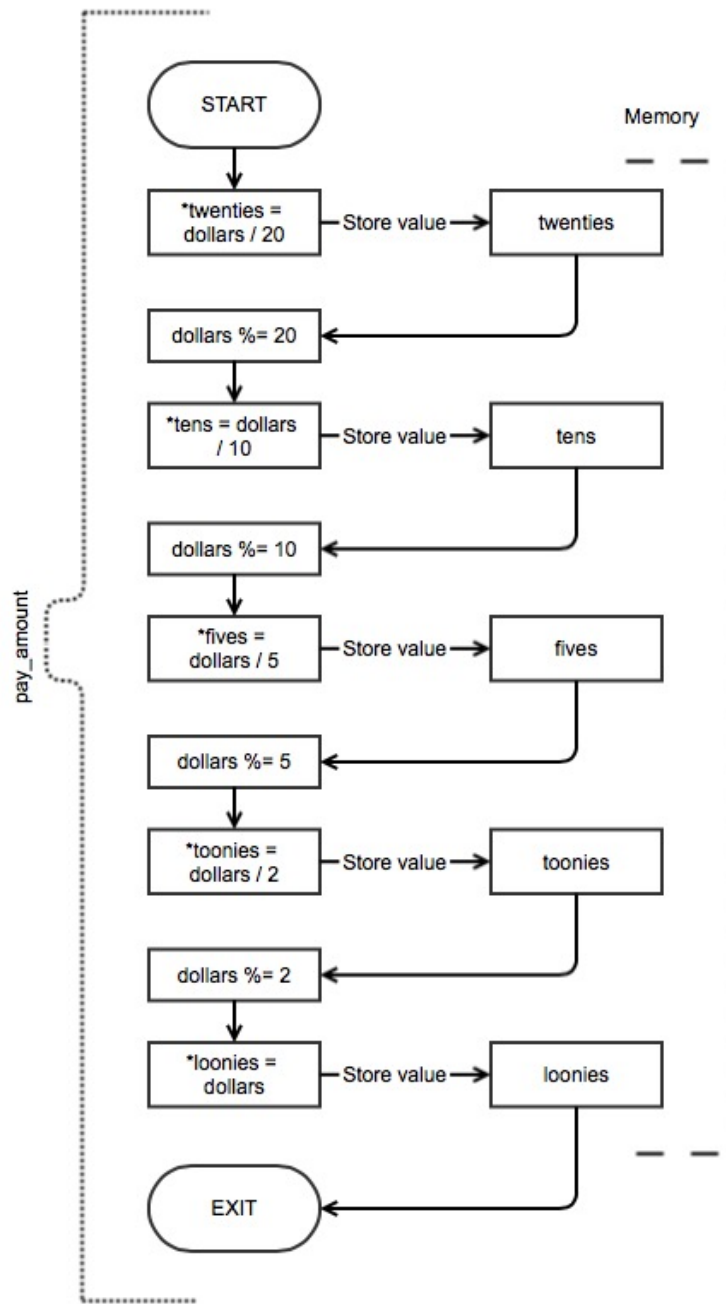 START
Memory
*twenties =
dollars / 20
Store value
twenties
dollars %= 20
*tens = dollars
/ 10
Store value
tens
dollars %= 10
*fives =
dollars / 5
Store value
fives
pay_amount
dollars %= 5
*toonies =
dollars / 2
Store value
toonies
dollars %= 2
*loonies =
dollars
Store value
loonies
EXIT